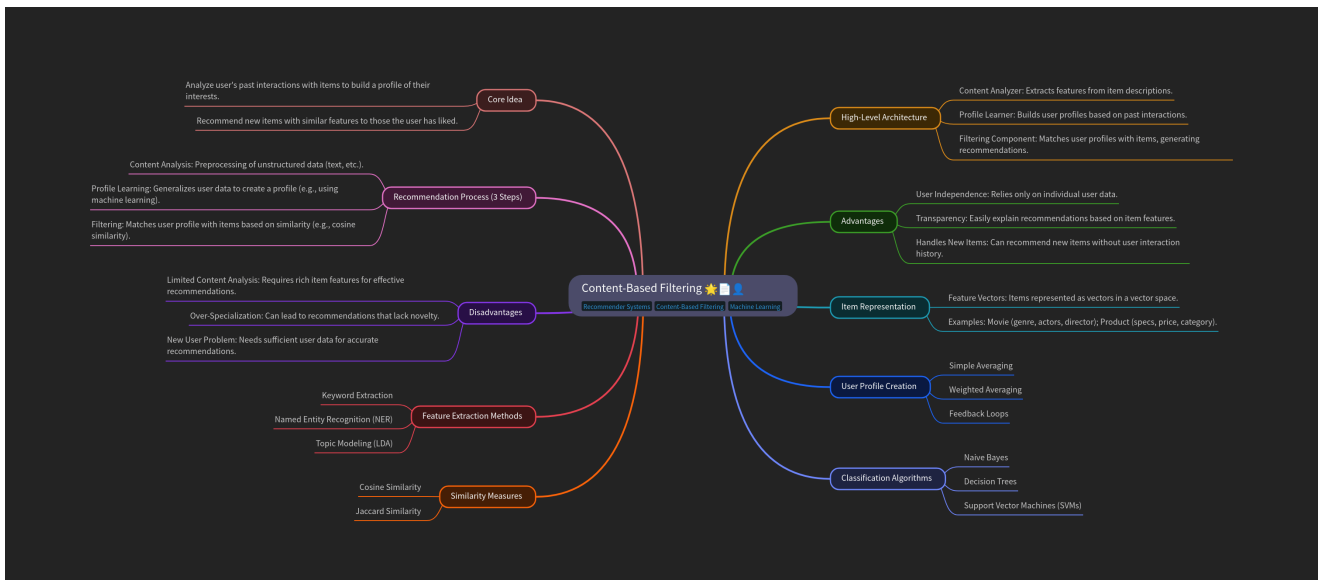 Content-Based Filtering 🌟📄👤
Recommender Systems Content-Based Filtering Machine Learning
Core Idea
Analyze user's past interactions with items to build a profile of their
interests.
Recommend new items with similar features to those the user has liked.
Recommendation Process (3 Steps)
Content Analysis: Preprocessing of unstructured data (text, etc.).
Profile Learning: Generalizes user data to create a profile (e.g., using
machine learning).
Filtering: Matches user profile with items based on similarity (e.g., cosine
similarity).
Disadvantages
Limited Content Analysis: Requires rich item features for effective
recommendations.
Over-Specialization: Can lead to recommendations that lack novelty.
New User Problem: Needs sufficient user data for accurate
recommendations.
Feature Extraction Methods
Keyword Extraction
Named Entity Recognition (NER)
Topic Modeling (LDA)
Similarity Measures
Cosine Similarity
Jaccard Similarity
High-Level Architecture
Content Analyzer: Extracts features from item descriptions.
Profile Learner: Builds user profiles based on past interactions.
Filtering Component: Matches user profiles with items, generating
recommendations.
Advantages
User Independence: Relies only on individual user data.
Transparency: Easily explain recommendations based on item features.
Handles New Items: Can recommend new items without user interaction
history.
Item Representation
Feature Vectors: Items represented as vectors in a vector space.
Examples: Movie (genre, actors, director); Product (specs, price, category).
User Profile Creation
Simple Averaging
Weighted Averaging
Feedback Loops
Classification Algorithms
Naive Bayes
Decision Trees
Support Vector Machines (SVMs)